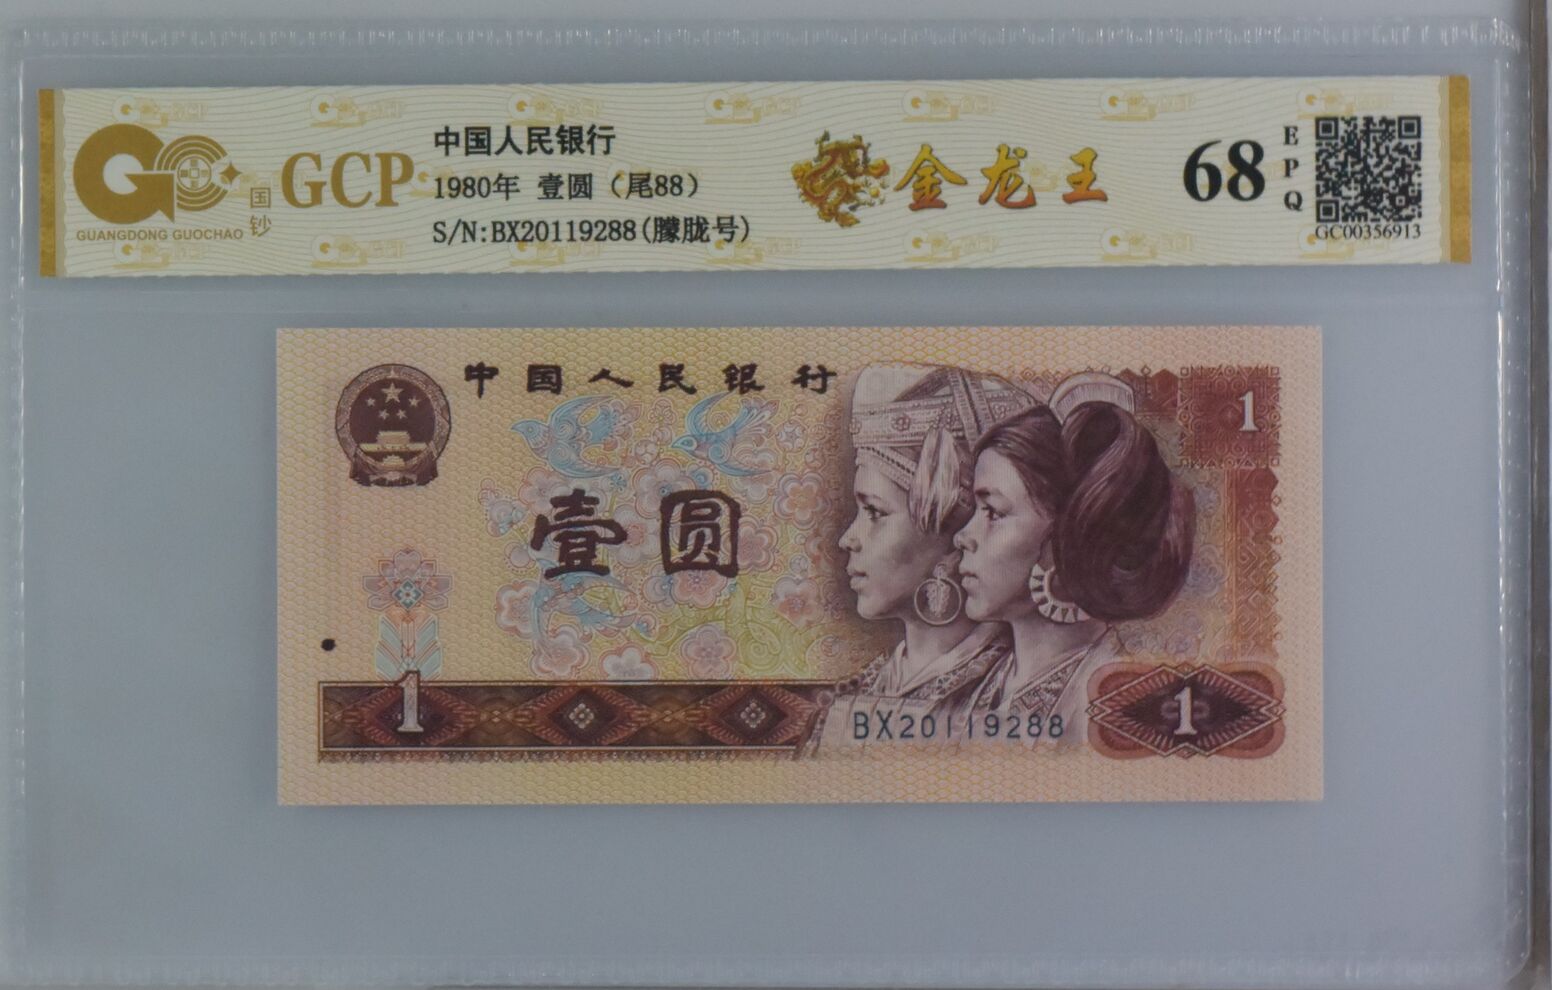 GCP
国钞
GUANGDONG GUOCHAO
中国人民银行
1980年 壹圆（尾88）
S/N:BX20119288(朦胧号)
金龙王
68
EPQ
GC00356913
中国人民银行
1
壹圆
1
BX20119288
1